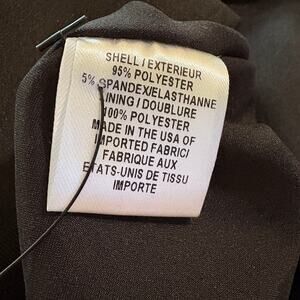 SHELL / EXTERIEUR
95% POLYESTER
5% SPANDEX/ELASTHANNE
LINING / DOUBLURE
100% POLYESTER
MADE IN THE USA OF
IMPORTED FABRIC/
FABRIQUE AUX
ETATS-UNIS DE TISSU
IMPORTE